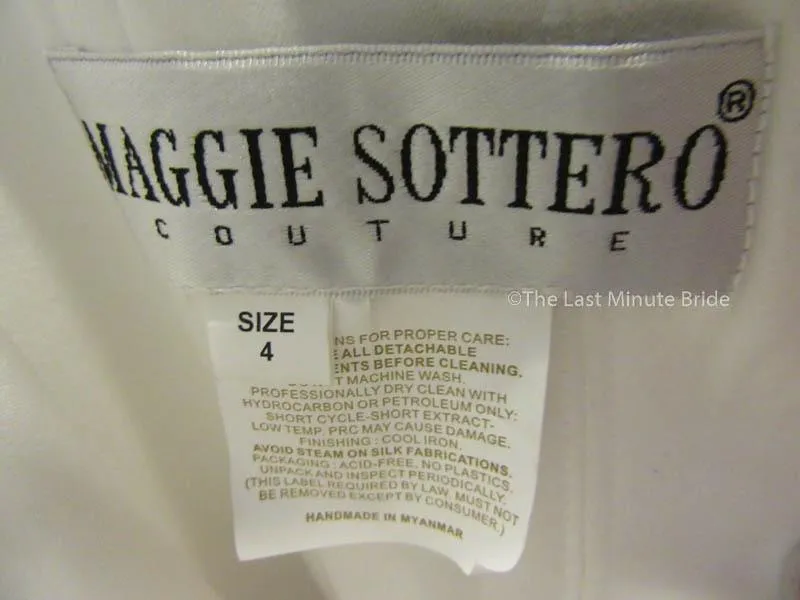 MAGGIE SOTTERO®
COUTURE
©The Last Minute Bride
SIZE
4
NS FOR PROPER CARE:
ALL DETACHABLE
ENTS BEFORE CLEANING.
MACHINE WASH.
PROFESSIONALLY DRY CLEAN WITH
HYDROCARBON OR PETROLEUM ONLY:
SHORT CYCLE-SHORT EXTRACT-
LOW TEMP. PRC MAY CAUSE DAMAGE.
FINISHING : COOL IRON.
AVOID STEAM ON SILK FABRICATIONS.
PACKAGING : ACID-FREE, NO PLASTICS.
UNPACK AND INSPECT PERIODICALLY.
(THIS LABEL REQUIRED BY LAW, MUST NOT
BE REMOVED EXCEPT BY CONSUMER.)
HANDMADE IN MYANMAR